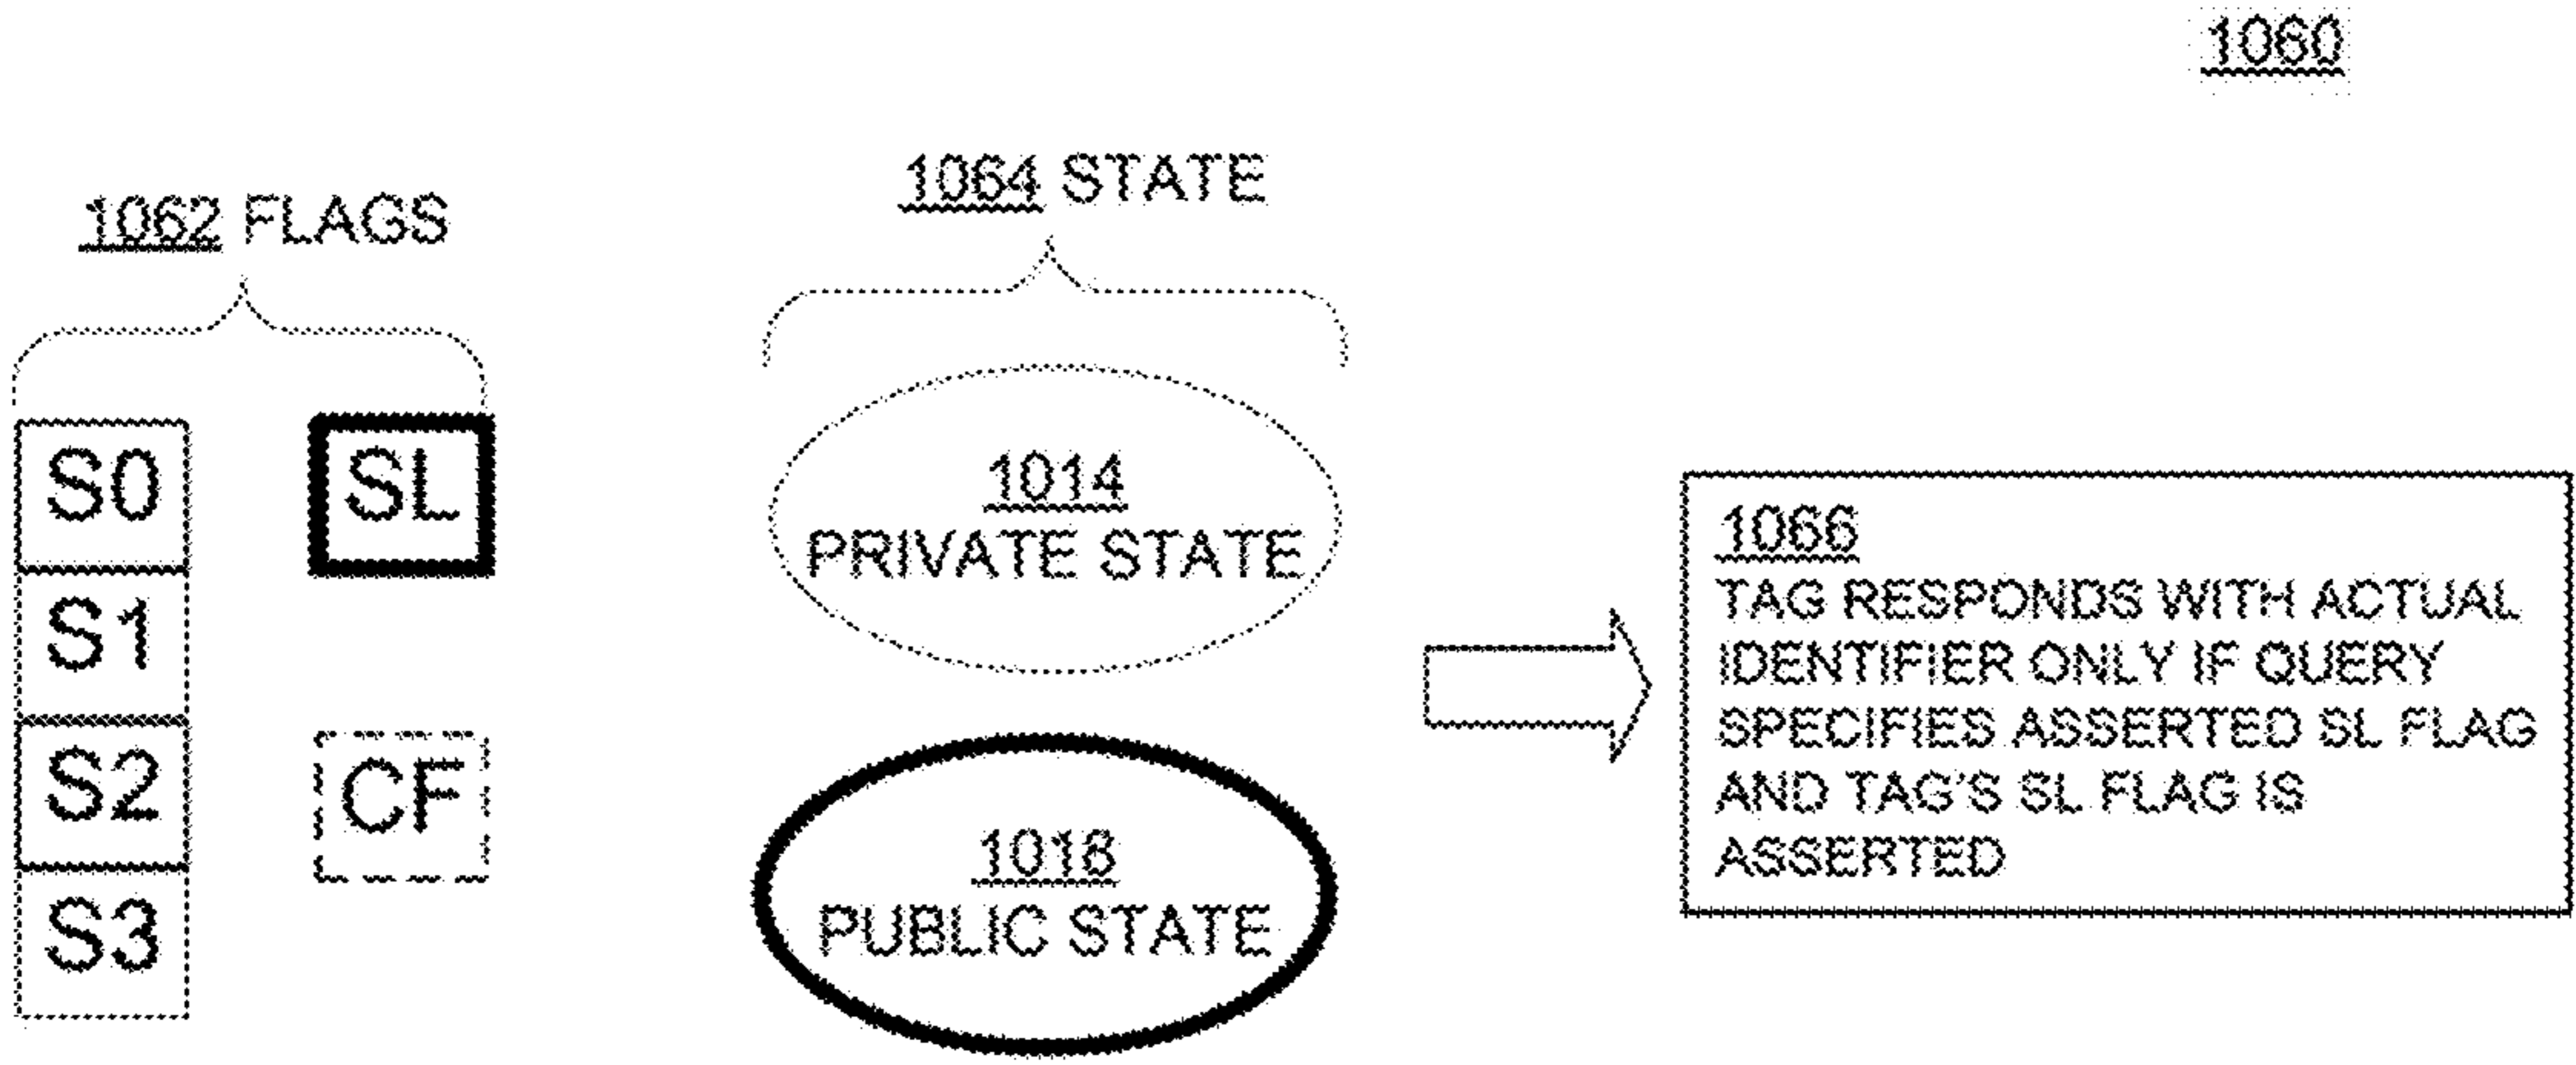 1060
1062 FLAGS
1064 STATE
S0
SL
S1
S2
CF
S3
1014
PRIVATE STATE
1016
PUBLIC STATE
1066
TAG RESPONDS WITH ACTUAL
IDENTIFIER ONLY IF QUERY
SPECIFIES ASSERTED SL FLAG
AND TAG'S SL FLAG IS
ASSERTED